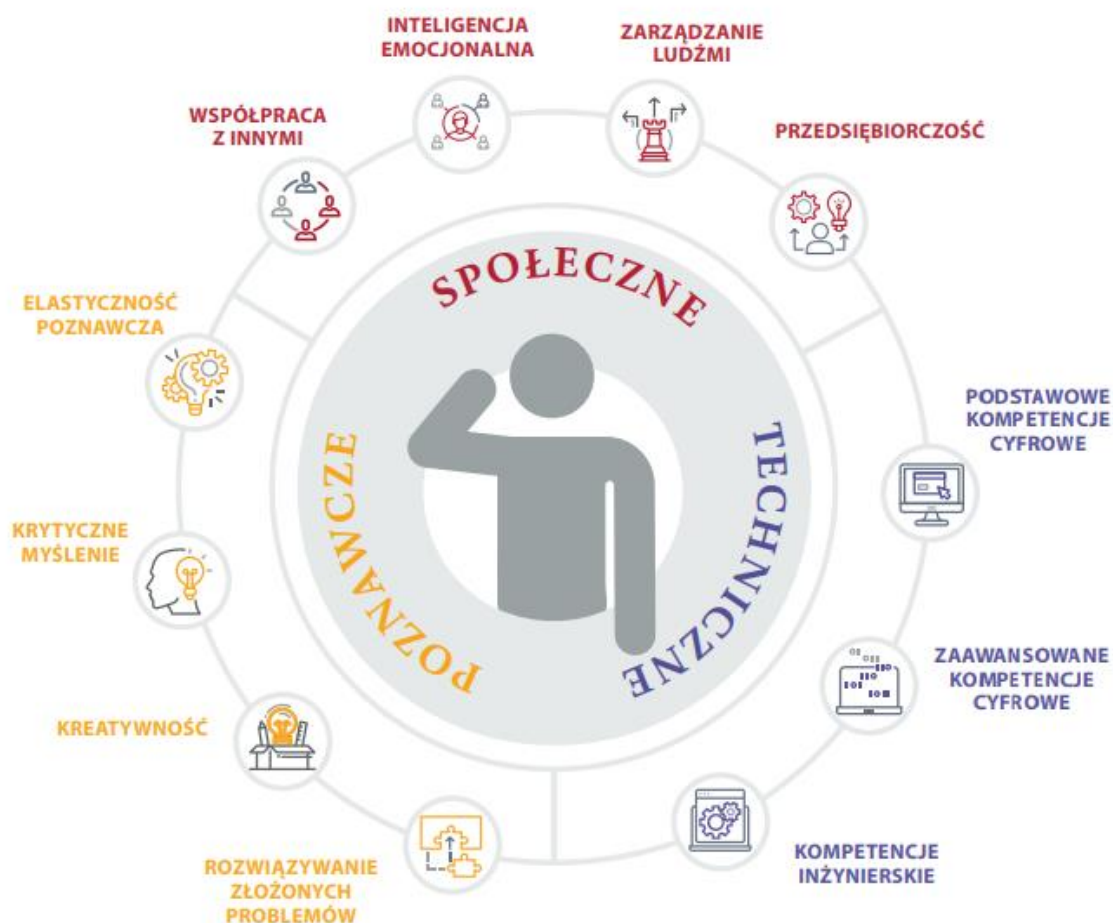 INTELIGENCJA
EMOCJONALNA
ZARZĄDZANIE
LUDŹMI
WSPÓŁPRACA
Z INNYMI
PRZEDSIĘBIORCZOŚĆ
ELASTYCZNOŚĆ
POZNAWCZA
SPOŁECZNE
PODSTAWOWE
KOMPETENCJE
CYFROWE
POZNAWCZE
TECHNICZNE
KRYTYCZNE
MYŚLENIE
ZAAWANSOWANE
KOMPETENCJE
CYFROWE
KREATYWNOŚĆ
KOMPETENCJE
INŻYNIERSKIE
ROZWIĄZYWANIE
ZŁOŻONYCH
PROBLEMÓW